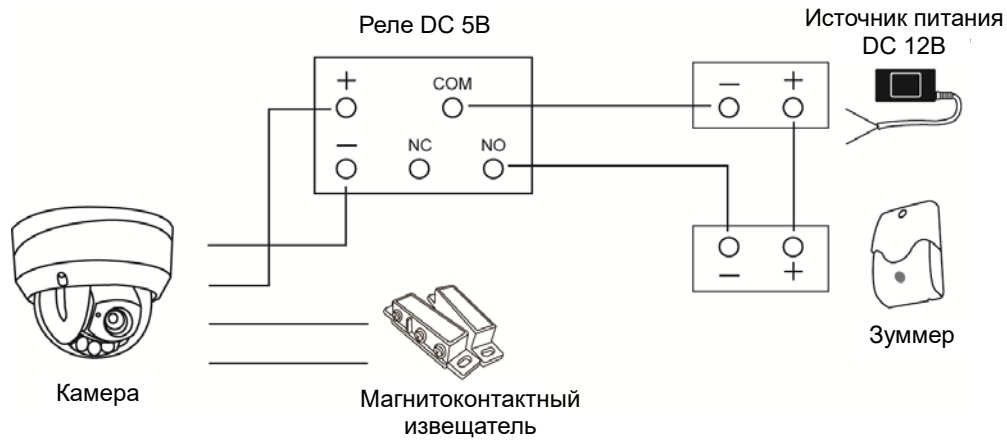 Реле DC 5В
Источник питания
DC 12В
+
COM
–
+
–
NC
NO
–
+
Камера
Магнитоконтактный
извещатель
Зуммер